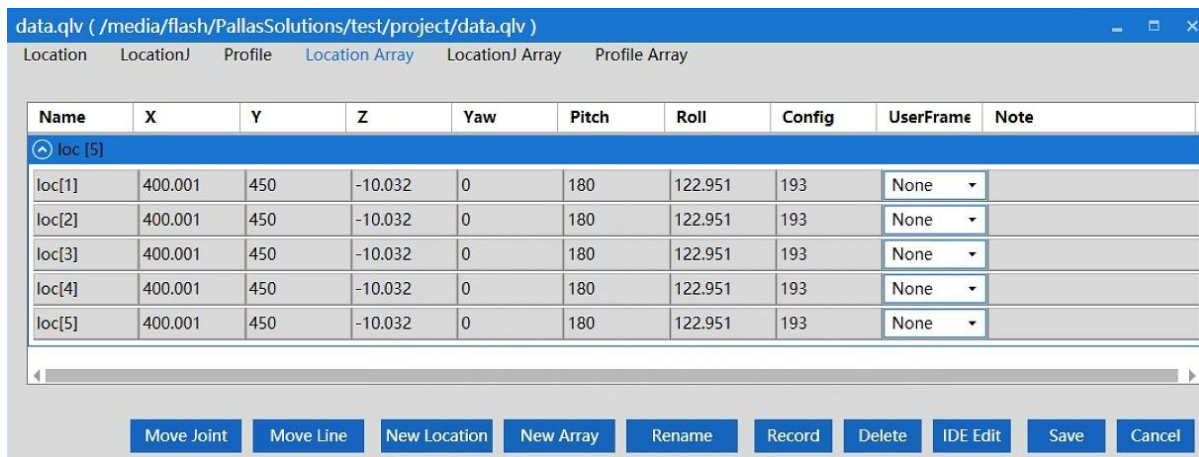 data.qlv ( /media/flash/PallasSolutions/test/project/data.qlv )
Location LocationJ Profile Location Array LocationJ Array Profile Array
Name X Y Z Yaw Pitch Roll Config UserFrame Note
loc [5]
loc[1] 400.001 450 -10.032 0 180 122.951 193 None
loc[2] 400.001 450 -10.032 0 180 122.951 193 None
loc[3] 400.001 450 -10.032 0 180 122.951 193 None
loc[4] 400.001 450 -10.032 0 180 122.951 193 None
loc[5] 400.001 450 -10.032 0 180 122.951 193 None
Move Joint Move Line New Location New Array Rename Record Delete IDE Edit Save Cancel